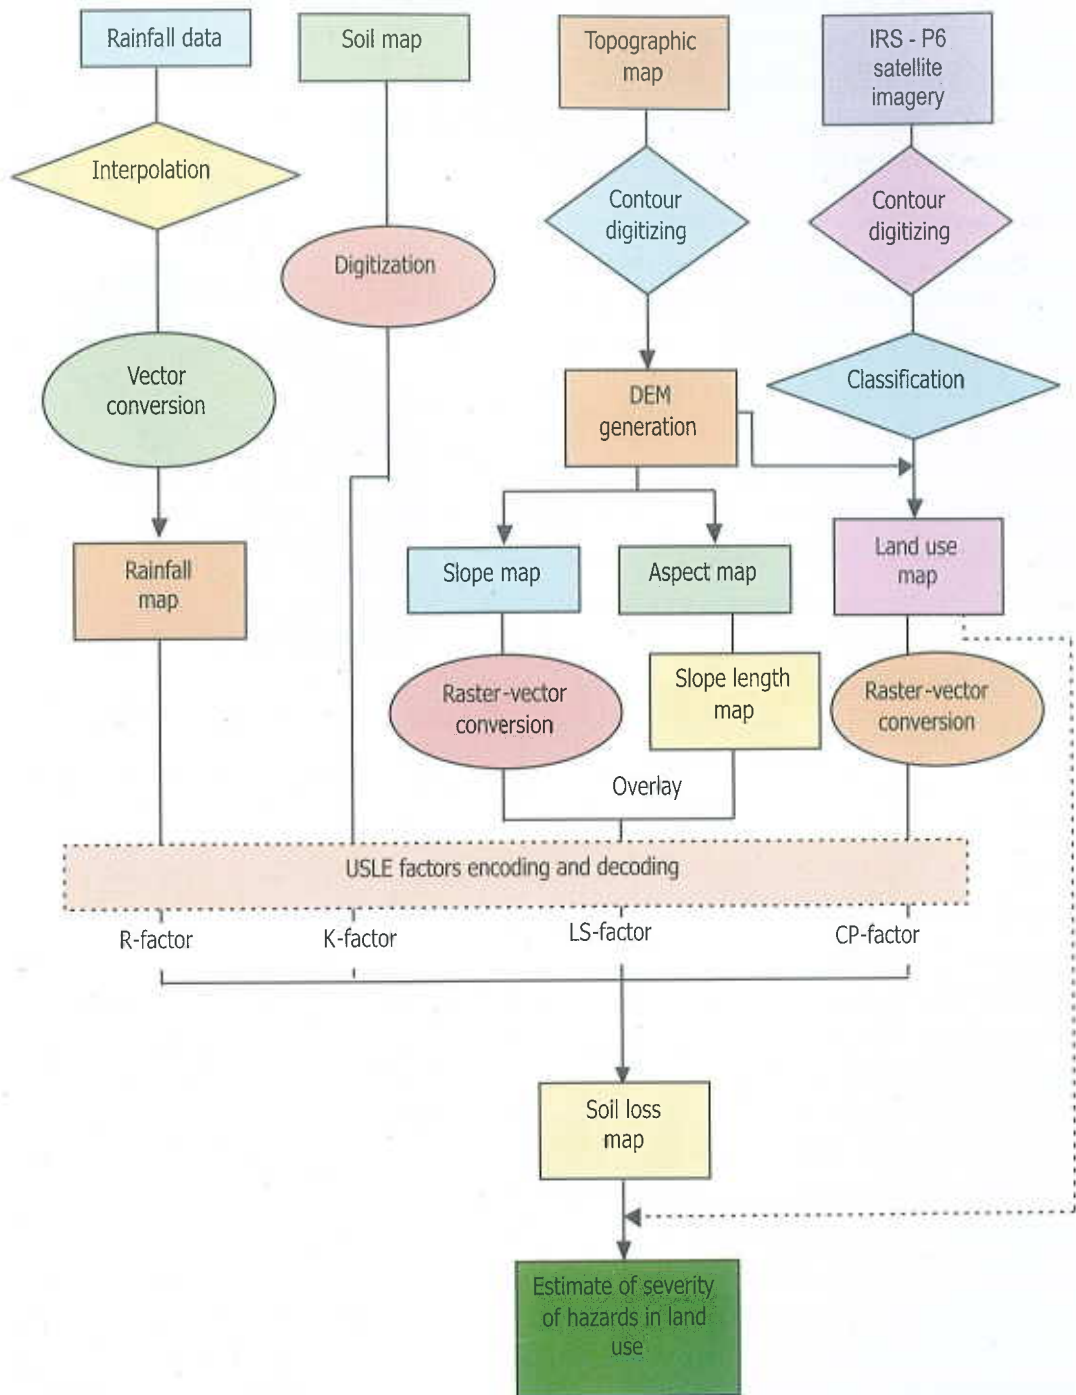 Rainfall data
Soil map
Topographic
map
IRS - P6
satellite
imagery
Interpolation
Digitization
Contour
digitizing
Contour
digitizing
Vector
conversion
DEM
generation
Classification
Rainfall
map
Slope map
Aspect map
Land use
map
Raster-vector
conversion
Slope length
map
Raster-vector
conversion
Overlay
USLE factors encoding and decoding
R-factor
K-factor
LS-factor
CP-factor
Soil loss
map
Estimate of severity
of hazards in land
use